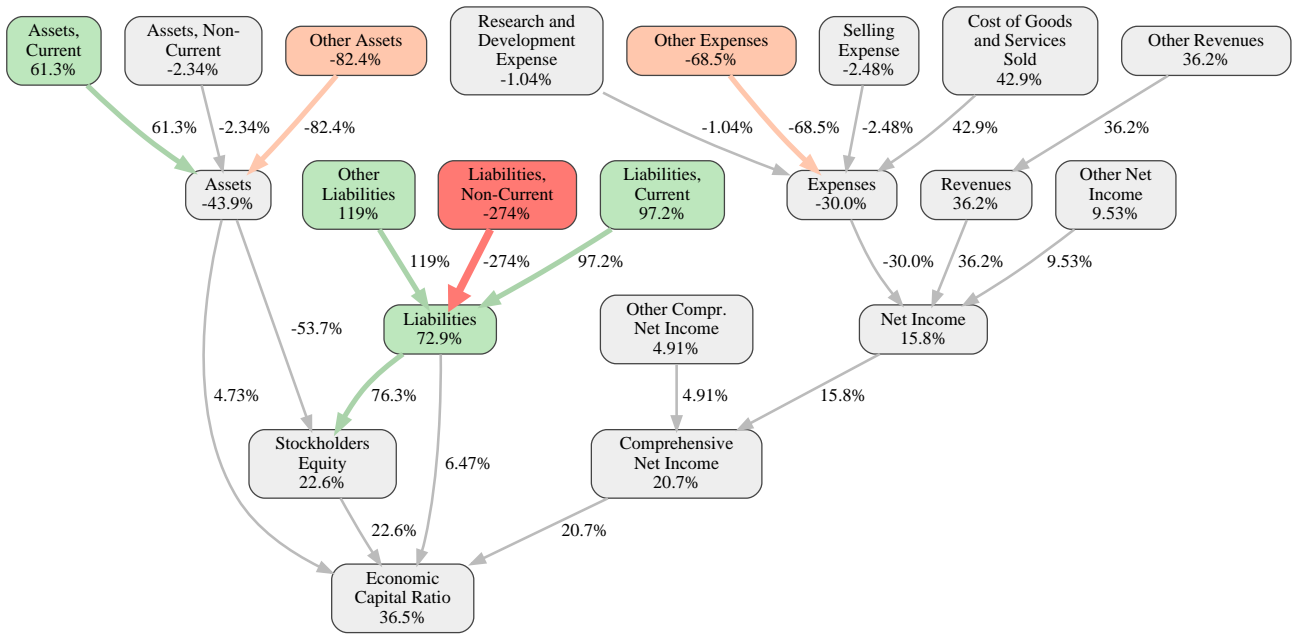 Assets,
Current
61.3%
Assets, Non-
Current
-2.34%
Other Assets
-82.4%
Research and
Development
Expense
-1.04%
Other Expenses
-68.5%
Selling
Expense
-2.48%
Cost of Goods
and Services
Sold
42.9%
Other Revenues
36.2%
61.3%
-2.34%
-82.4%
-1.04%
-68.5%
-2.48%
42.9%
36.2%
Assets
-43.9%
Other
Liabilities
119%
Liabilities,
Non-Current
-274%
Liabilities,
Current
97.2%
Expenses
-30.0%
Revenues
36.2%
Other Net
Income
9.53%
119%
-274%
97.2%
-30.0%
36.2%
9.53%
-53.7%
Liabilities
72.9%
Other Compr.
Net Income
4.91%
Net Income
15.8%
4.73%
76.3%
4.91%
15.8%
Stockholders
Equity
22.6%
6.47%
Comprehensive
Net Income
20.7%
22.6%
20.7%
Economic
Capital Ratio
36.5%